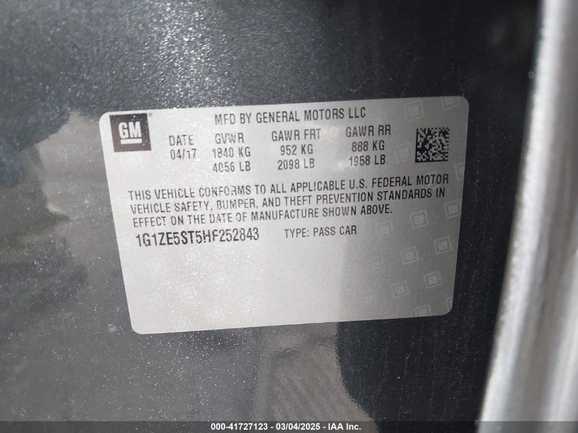 GM
MFD BY GENERAL MOTORS LLC
DATE GVWR GAWR FRT GAWR RR
04/17 1840 KG 952 KG 888 KG
4056 LB 2098 LB 1958 LB
THIS VEHICLE CONFORMS TO ALL APPLICABLE U.S. FEDERAL MOTOR
VEHICLE SAFETY, BUMPER, AND THEFT PREVENTION STANDARDS IN
EFFECT ON THE DATE OF MANUFACTURE SHOWN ABOVE.
1G1ZE5ST5HF252843 TYPE: PASS CAR
000-41727123 - 03/04/2025 - IAA Inc.